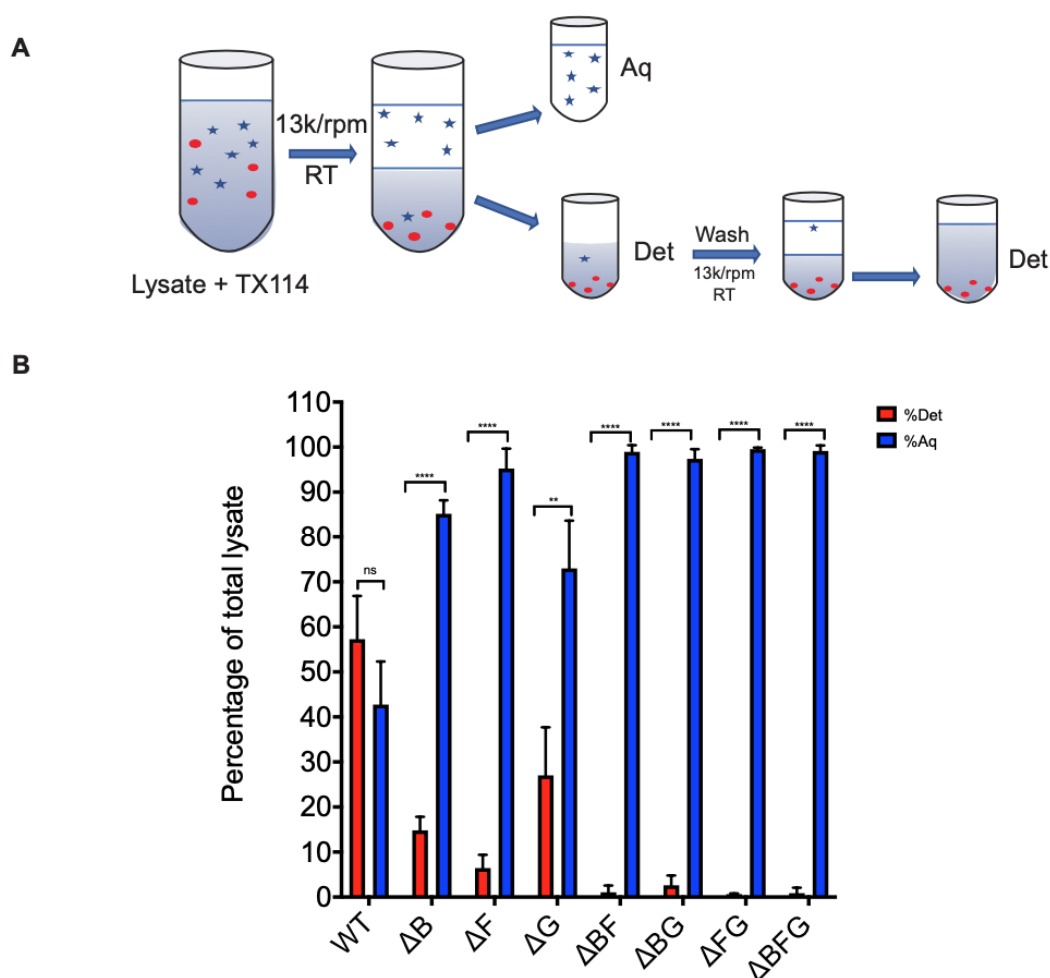 A
13k/rpm
RT
Lysate + TX114
Aq
Det
Wash
13k/rpm
RT
Det
B
Percentage of total lysate
110
100
90
80
70
60
50
40
30
20
10
0
ns
****
****
**
****
****
****
****
%Det
%Aq
WT
ΔB
ΔF
ΔG
ΔBF
ΔBG
ΔFG
ΔBFG